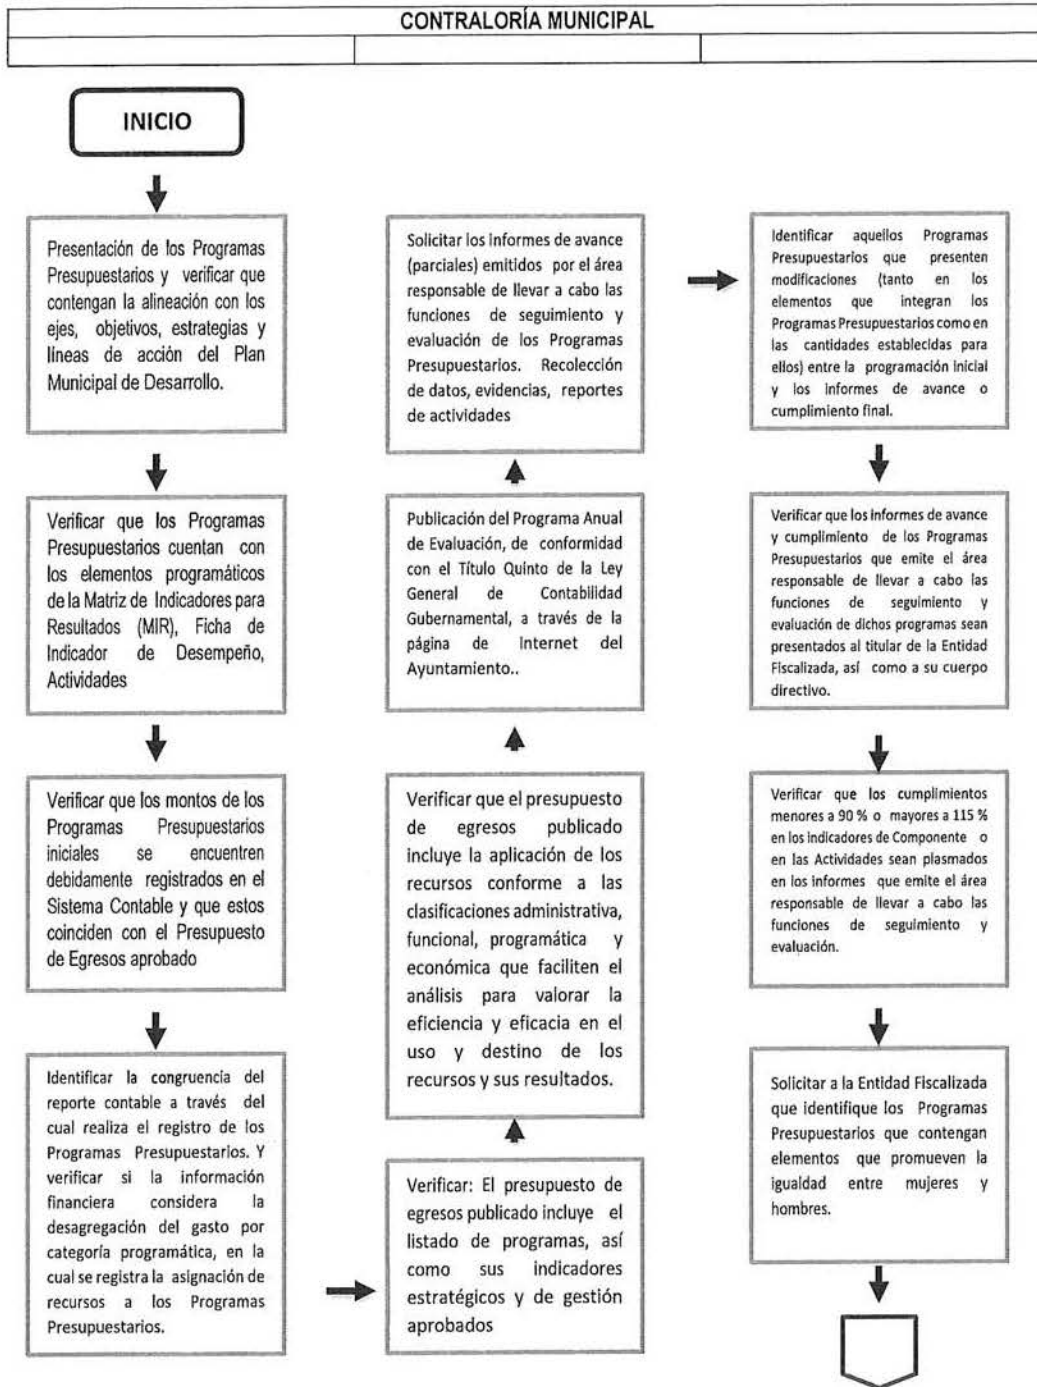 CONTRALORÍA MUNICIPAL
INICIO
Presentación de los Programas
Presupuestarios y verificar que
contengan la alineación con los
ejes, objetivos, estrategias y
líneas de acción del Plan
Municipal de Desarrollo.
Verificar que los Programas
Presupuestarios cuentan con
los elementos programáticos
de la Matriz de Indicadores para
Resultados (MIR), Ficha de
Indicador de Desempeño,
Actividades
Verificar que los montos de los
Programas Presupuestarios
iniciales se encuentren
debidamente registrados en el
Sistema Contable y que estos
coinciden con el Presupuesto
de Egresos aprobado
Identificar la congruencia del
reporte contable a través del
cual realiza el registro de los
Programas Presupuestarios. Y
verificar si la información
financiera considera la
desagregación del gasto por
categoría programática, en la
cual se registra la asignación de
recursos a los Programas
Presupuestarios.
Verificar: El presupuesto de
egresos publicado incluye el
listado de programas, así
como sus indicadores
estratégicos y de gestión
aprobados
Verificar que el presupuesto
de egresos publicado
incluye la aplicación de los
recursos conforme a las
clasificaciones administrativa,
funcional, programática y
económica que faciliten el
análisis para valorar la
eficiencia y eficacia en el
uso y destino de los
recursos y sus resultados.
Publicación del Programa Anual
de Evaluación, de conformidad
con el Título Quinto de la Ley
General de Contabilidad
Gubernamental, a través de la
página de Internet del
Ayuntamiento..
Solicitar los informes de avance
(parciales) emitidos por el área
responsable de llevar a cabo las
funciones de seguimiento y
evaluación de los Programas
Presupuestarios. Recolección
de datos, evidencias, reportes
de actividades
Identificar aquellos Programas
Presupuestarios que presenten
modificaciones (tanto en los
elementos que integran los
Programas Presupuestarios como en
las cantidades establecidas para
ellos) entre la programación inicial
y los informes de avance o
cumplimiento final.
Verificar que los informes de avance
y cumplimiento de los Programas
Presupuestarios que emite el área
responsable de llevar a cabo las
funciones de seguimiento y
evaluación de dichos programas sean
presentados al titular de la Entidad
Fiscalizada, así como a su cuerpo
directivo.
Verificar que los cumplimientos
menores a 90 % o mayores a 115 %
en los indicadores de Componente o
en las Actividades sean plasmados
en los informes que emite el área
responsable de llevar a cabo las
funciones de seguimiento y
evaluación.
Solicitar a la Entidad Fiscalizada
que identifique los Programas
Presupuestarios que contengan
elementos que promueven la
igualdad entre mujeres y
hombres.